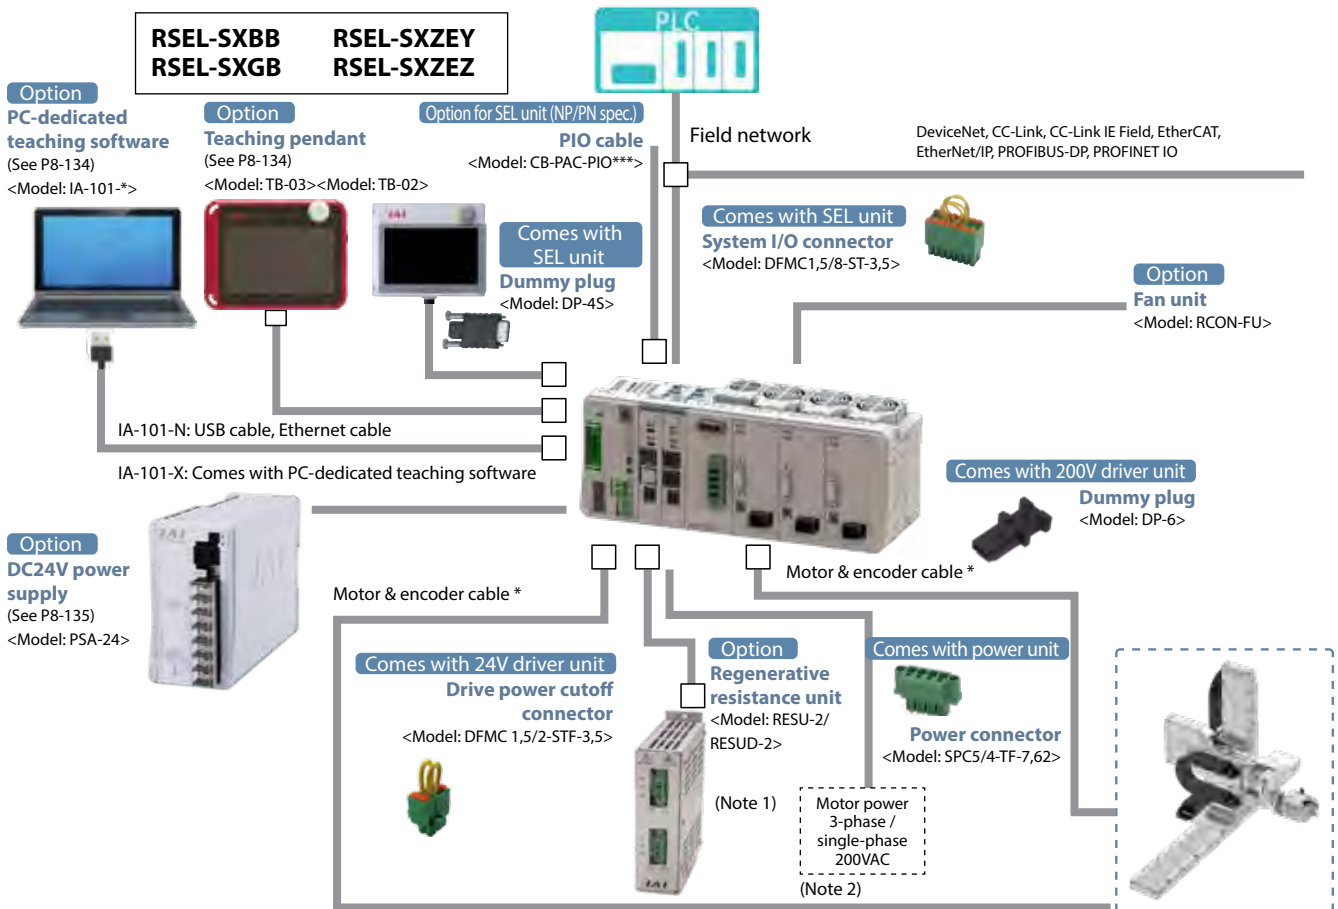 RSEL-SXBB RSEL-SXZEY
RSEL-SXGB RSEL-SXZEZ
PLC
Option
PC-dedicated
teaching software
(See P8-134)
<Model: IA-101-*>
Option
Teaching pendant
(See P8-134)
<Model: TB-03><Model: TB-02>
Option for SEL unit (NP/PN spec.)
PIO cable
<Model: CB-PAC-PIO***>
Field network
DeviceNet, CC-Link, CC-Link IE Field, EtherCAT,
EtherNet/IP, PROFIBUS-DP, PROFINET IO
Comes with
SEL unit
Dummy plug
<Model: DP-4S>
Comes with SEL unit
System I/O connector
<Model: DFMC1,5/8-ST-3,5>
Option
Fan unit
<Model: RCON-FU>
IA-101-N: USB cable, Ethernet cable
IA-101-X: Comes with PC-dedicated teaching software
Comes with 200V driver unit
Dummy plug
<Model: DP-6>
Option
DC24V power
supply
(See P8-135)
<Model: PSA-24>
IAI
IAI
Motor & encoder cable *
Motor & encoder cable *
Comes with 24V driver unit
Drive power cutoff
connector
<Model: DFMC 1,5/2-STF-3,5>
Option
Regenerative
resistance unit
<Model: RESU-2/
RESUD-2>
(Note 1)
IAI
Comes with power unit
Power connector
<Model: SPC5/4-TF-7,62>
Motor power
3-phase /
single-phase
200VAC
(Note 2)